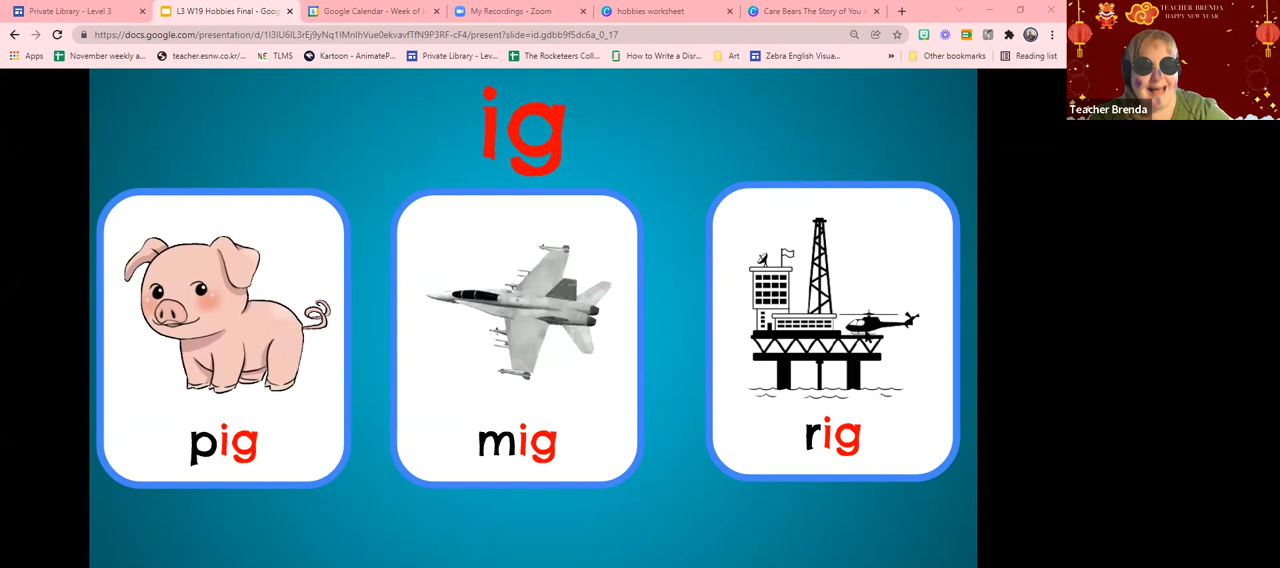 Private Library - Level 3
L3 W19 Hobbies Final - Goog
Google Calendar - Week of J
My Recordings - Zoom
hobbies worksheet
Care Bears The Story of You A
https://docs.google.com/presentation/d/1I3IU6IL3rEj9yNq1IMnlhVue0ekvavfTfN9P3RF-cF4/present?slide=id.gdbb9f5dc6a_0_17
Apps
November weekly a...
teacher.esnw.co.kr/...
NE TLMS
Kartoon - AnimateP...
Private Library - Lev...
The Rocketeers Coll...
How to Write a Disr...
Art
Zebra English Visua...
»
Other bookmarks
Reading list
TEACHER BRENDA
HAPPY NEW YEAR
Teacher Brenda
ig
pig
mig
rig